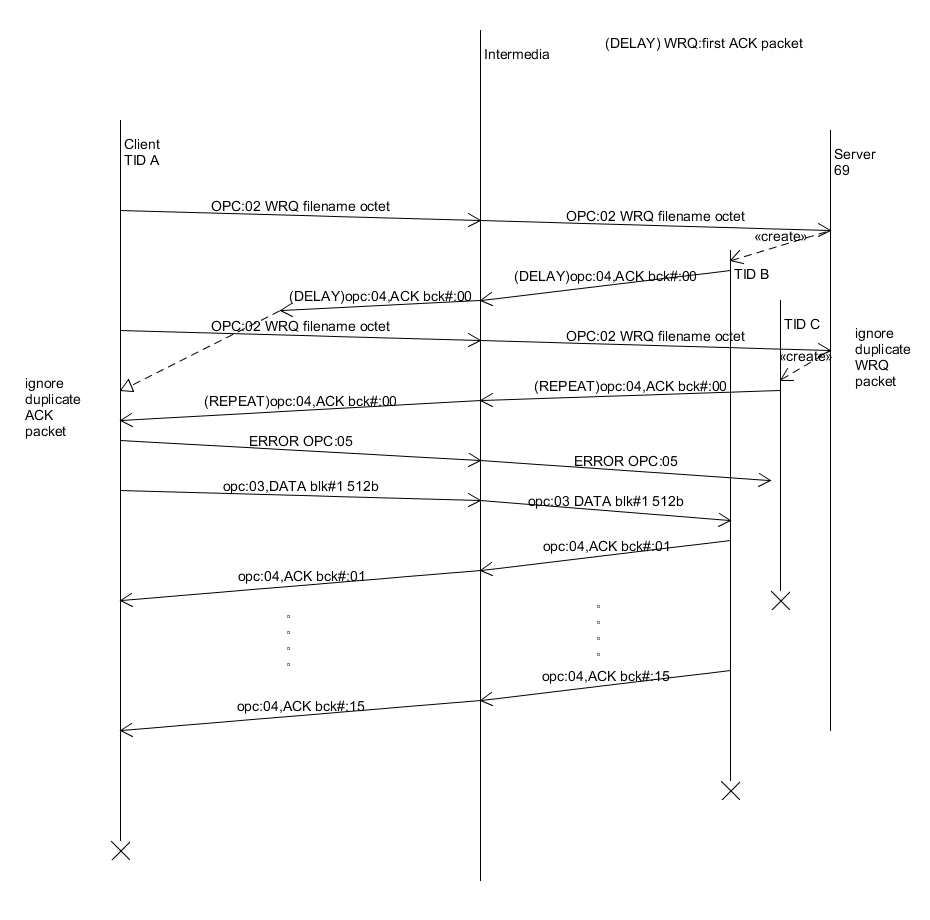 (DELAY) WRQ:first ACK packet
Intermedia
Client
TID A
Server
69
OPC:02 WRQ filename octet
OPC:02 WRQ filename octet
«create»
(DELAY)opc:04,ACK bck#:00
TID B
(DELAY)opc:04,ACK bck#:00
OPC:02 WRQ filename octet
OPC:02 WRQ filename octet
TID C
«create»
ignore
duplicate
WRQ
packet
ignore
duplicate
ACK
packet
(REPEAT)opc:04,ACK bck#:00
(REPEAT)opc:04,ACK bck#:00
ERROR OPC:05
ERROR OPC:05
opc:03,DATA blk#1 512b
opc:03 DATA blk#1 512b
opc:04,ACK bck#:01
opc:04,ACK bck#:01
opc:04,ACK bck#:15
opc:04,ACK bck#:15